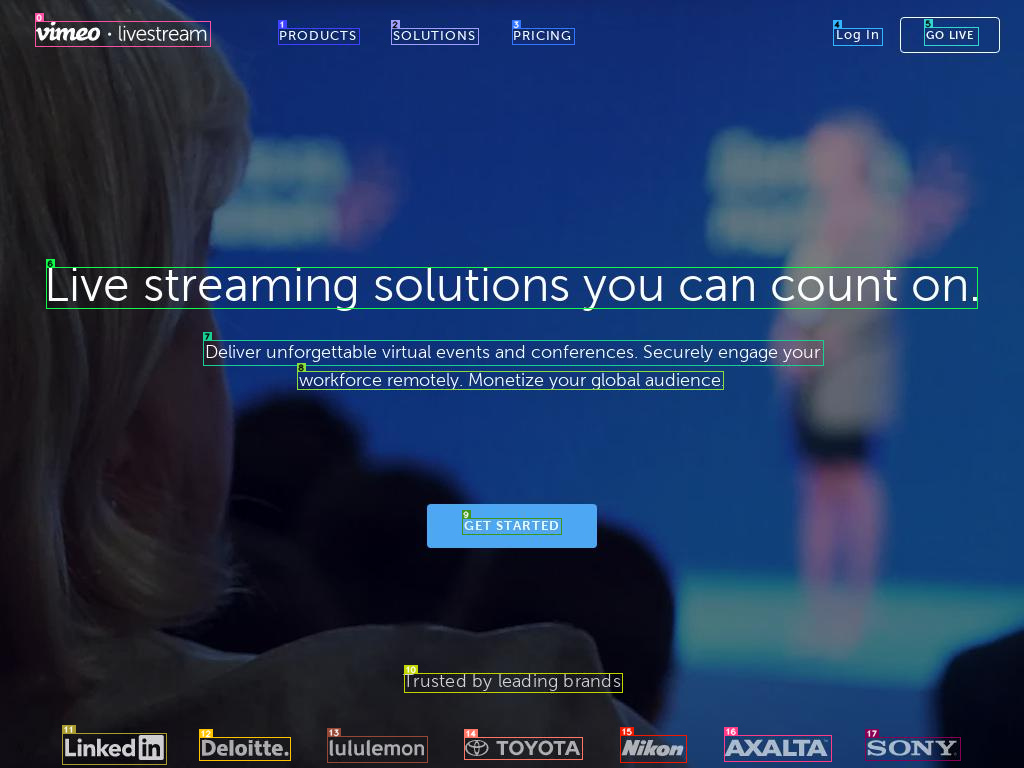 vimeo · livestream
PRODUCTS
SOLUTIONS
PRICING
Log In
GO LIVE
Live streaming solutions you can count on.
Deliver unforgettable virtual events and conferences. Securely engage your
workforce remotely. Monetize your global audience
GET STARTED
Trusted by leading brands
LinkedIn
Deloitte.
lululemon
TOYOTA
Nikon
AXALTA
SONY